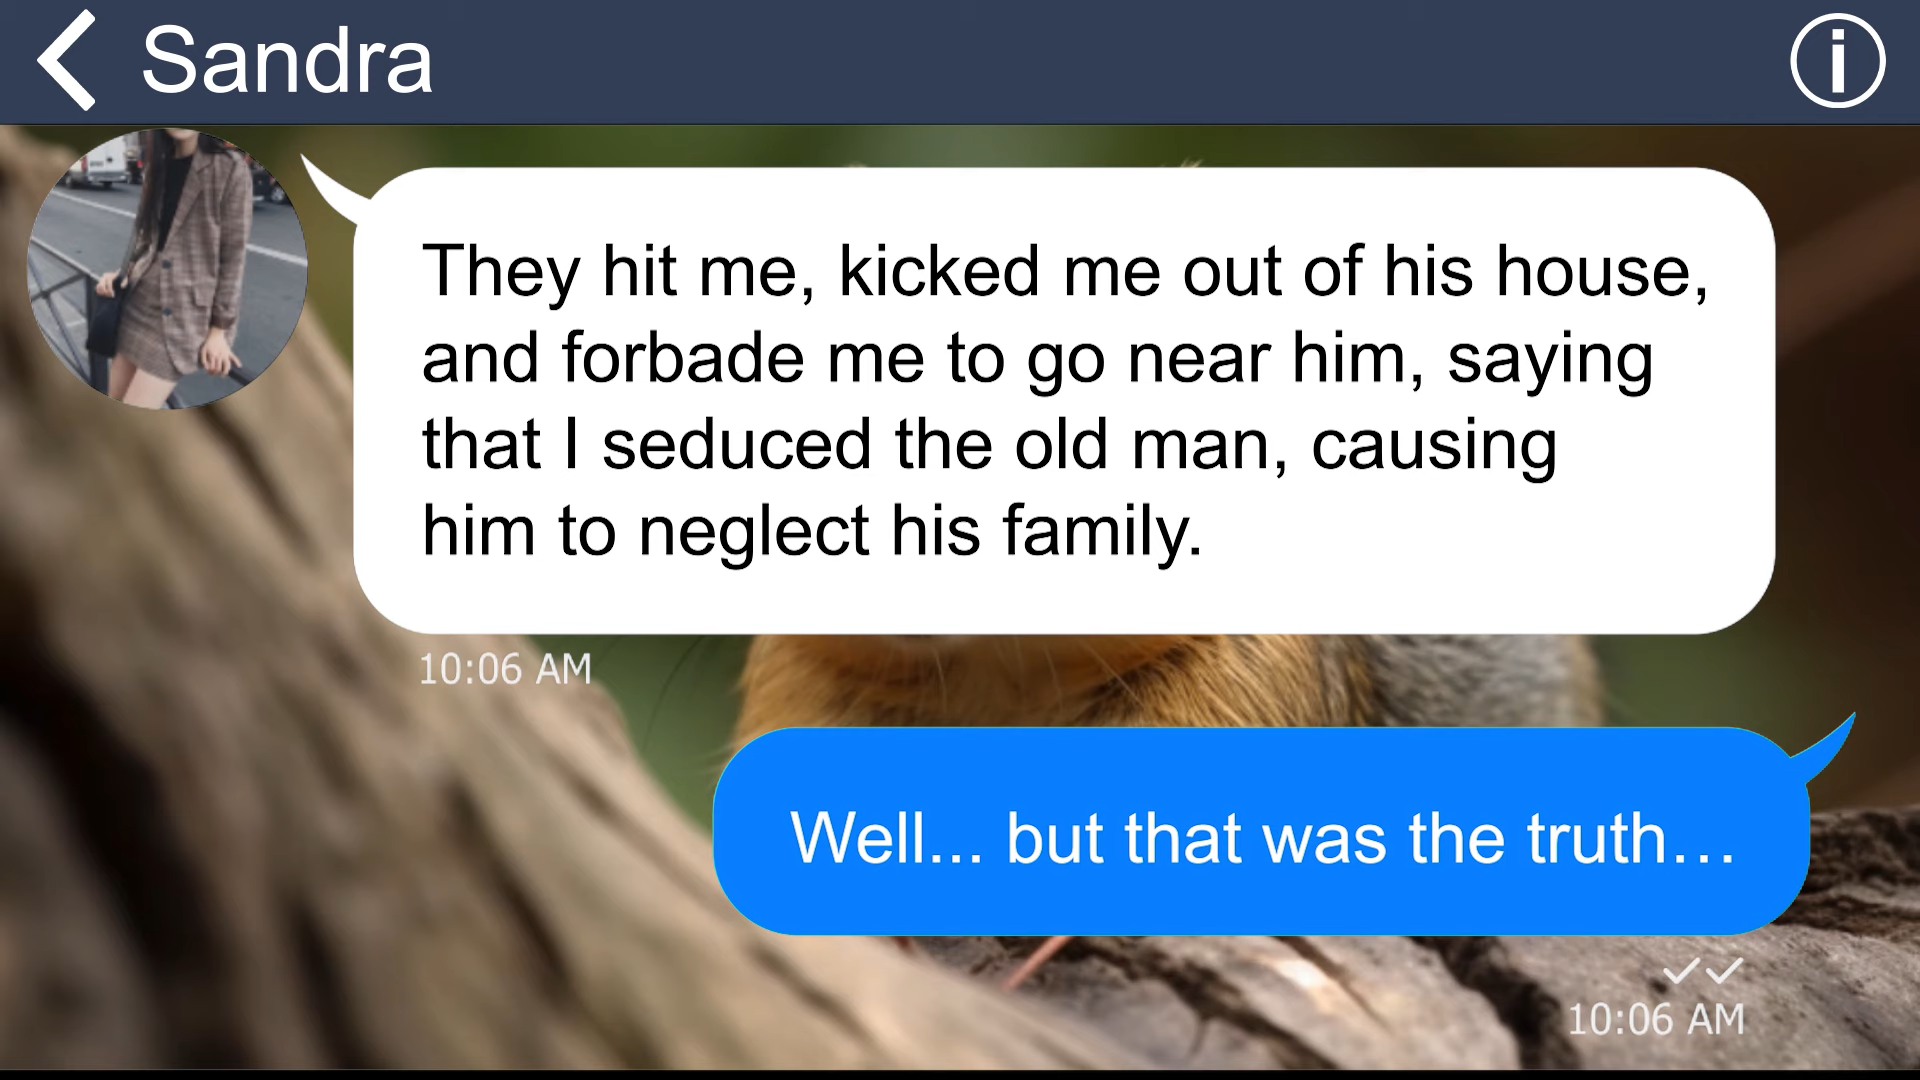 Sandra
They hit me, kicked me out of his house,
and forbade me to go near him, saying
that I seduced the old man, causing
him to neglect his family.
10:06 AM
Well... but that was the truth…
10:06 AM